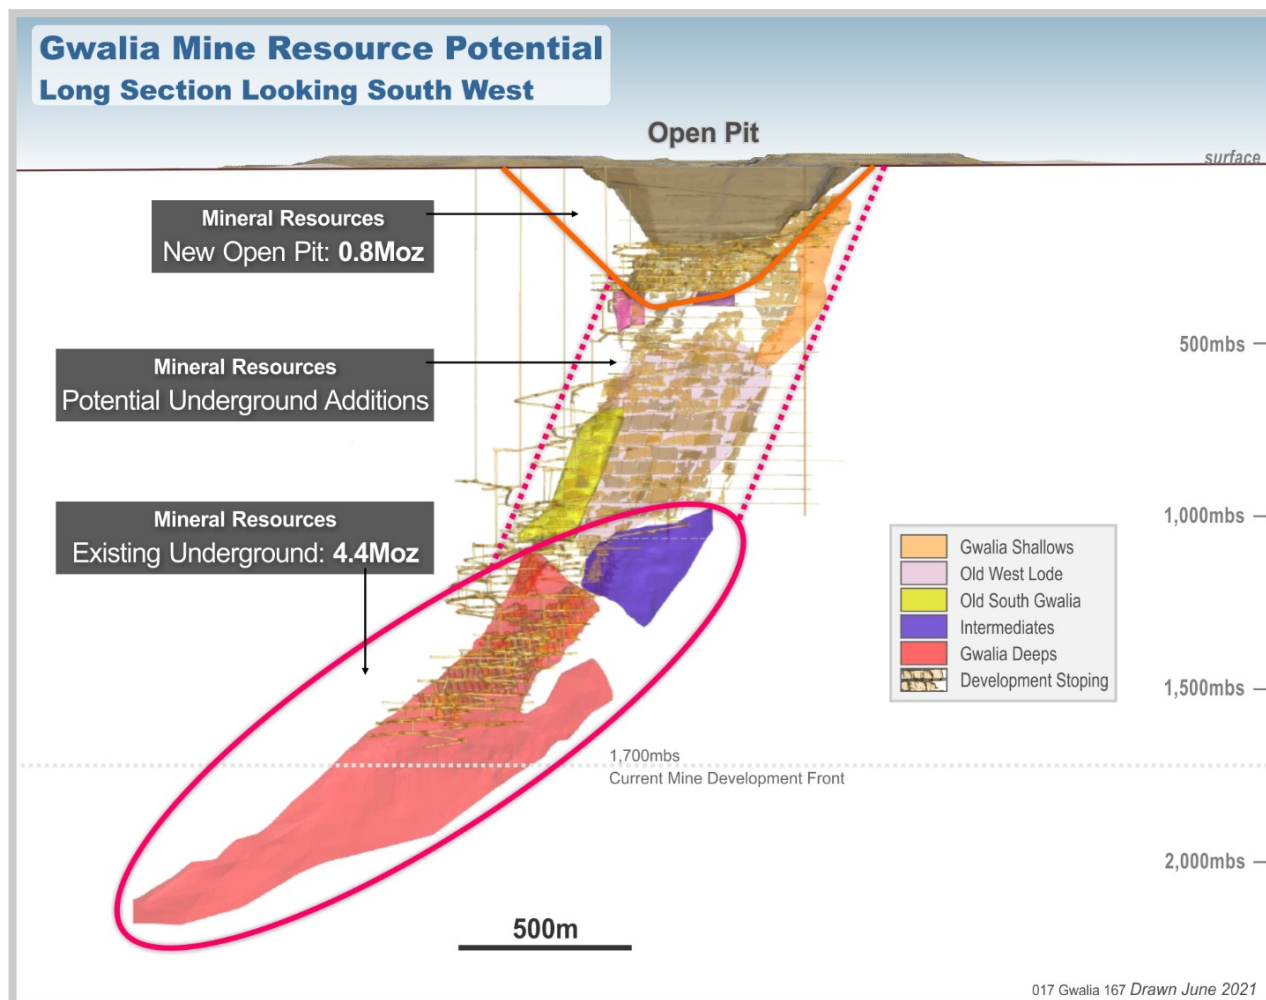 Gwalia Mine Resource Potential
Long Section Looking South West
Open Pit
surface
Mineral Resources
New Open Pit: 0.8Moz
500mbs
Mineral Resources
Potential Underground Additions
Mineral Resources
Existing Underground: 4.4Moz
1,000mbs
Gwalia Shallows
Old West Lode
Old South Gwalia
Intermediates
Gwalia Deeps
Development Stoping
1,500mbs
1,700mbs
Current Mine Development Front
2,000mbs
500m
017 Gwalia 167 Drawn June 2021